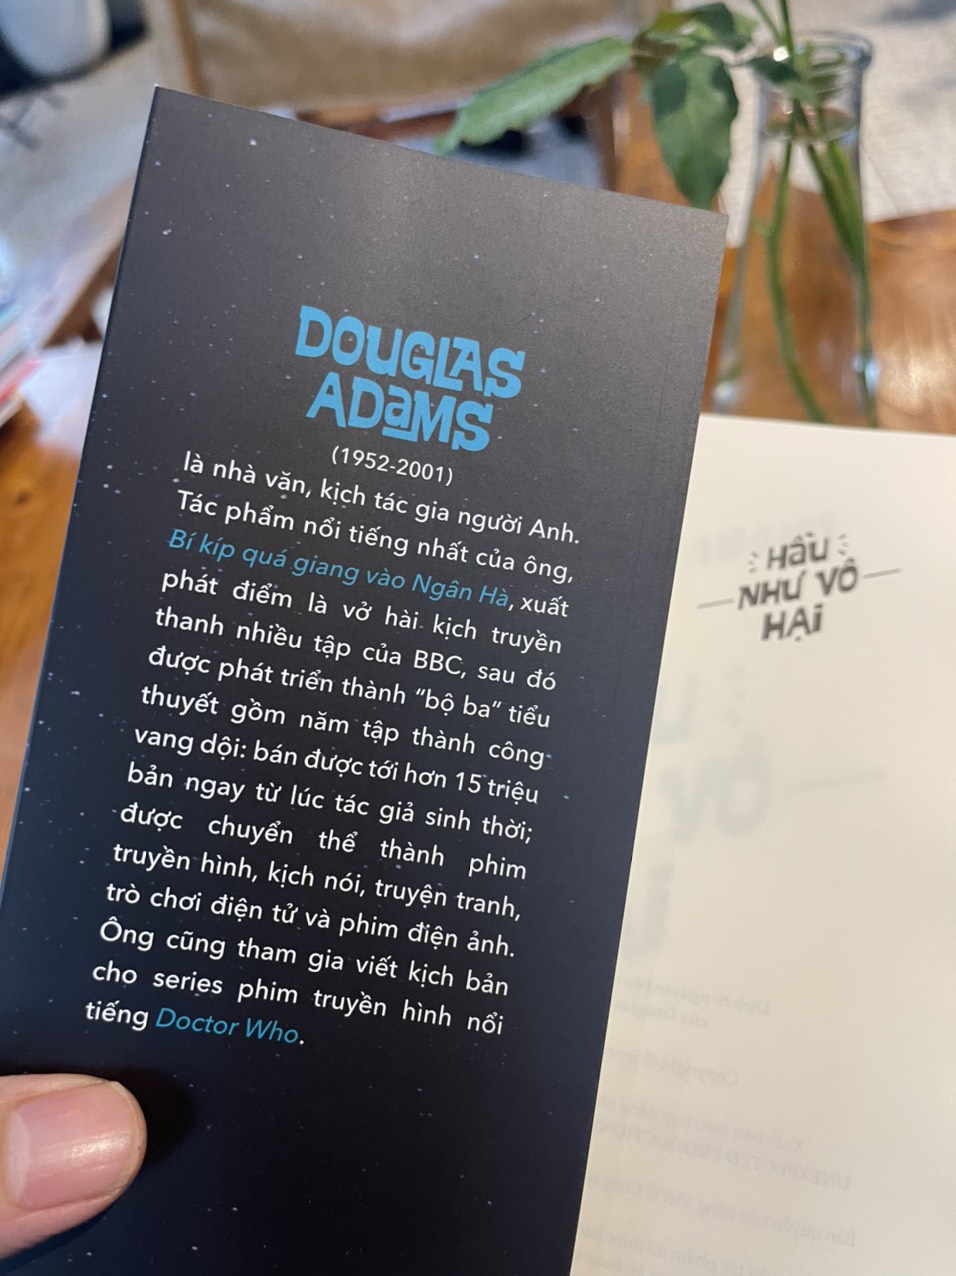 DOUGLAS
ADaMS
(1952-2001)
là nhà văn, kịch tác gia người Anh.
Tác phẩm nổi tiếng nhất của ông,
Bí kíp quá giang vào Ngân Hà, xuất
phát điểm là vở hài kịch truyền
thanh nhiều tập của BBC, sau đó
được phát triển thành “bộ ba” tiểu
thuyết gồm năm tập thành công
vang dội: bán được tới hơn 15 triệu
bản ngay từ lúc tác giả sinh thời;
được chuyển thể thành phim
truyền hình, kịch nói, truyện tranh,
trò chơi điện tử và phim điện ảnh.
Ông cũng tham gia viết kịch bản
cho series phim truyền hình nổi
tiếng Doctor Who.
HầU
NHƯ VÔ
HẠi